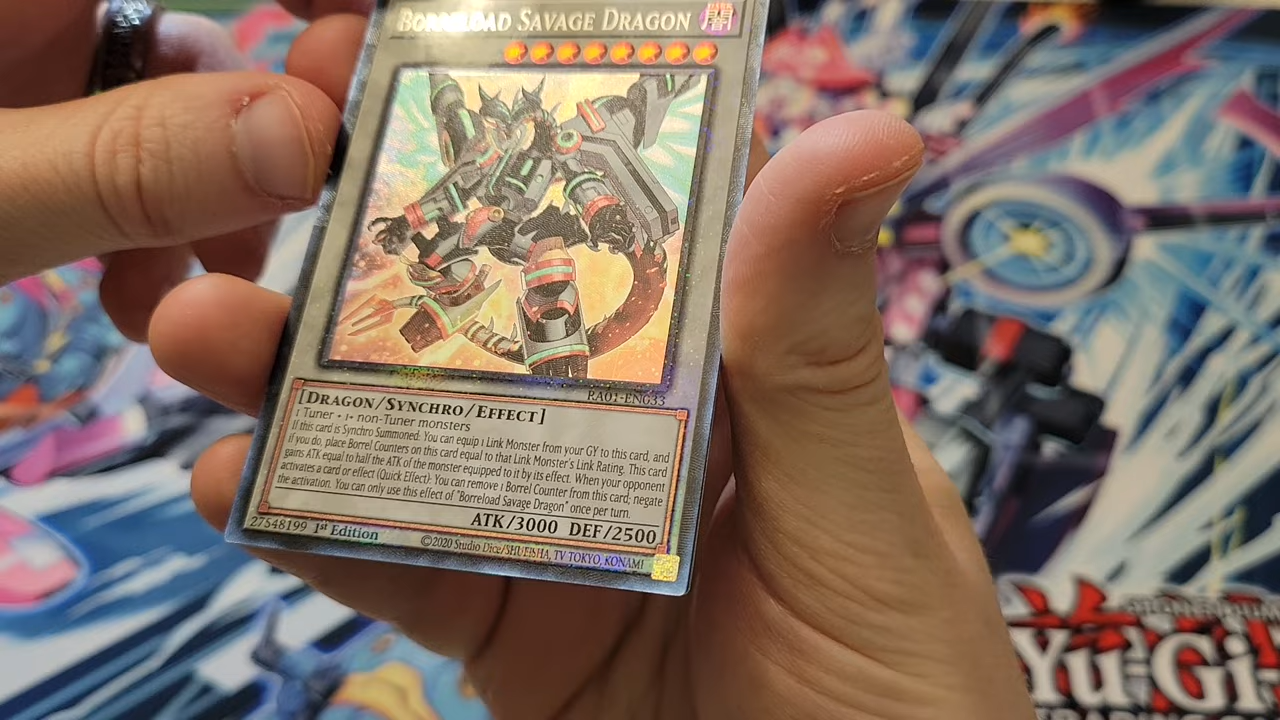 BORRELOAD SAVAGE DRAGON 闇
RA01-ENG33
[DRAGON/SYNCHRO/EFFECT]
1 Tuner + 1+ non-Tuner monsters
If this card is Synchro Summoned: You can equip 1 Link Monster from your GY to this card, and
if you do, place Borrel Counters on this card equal to that Link Monster's Link Rating. This card
gains ATK equal to half the ATK of the monster equipped to it by its effect. When your opponent
activates a card or effect (Quick Effect): You can remove 1 Borrel Counter from this card; negate
the activation. You can only use this effect of "Borreload Savage Dragon" once per turn.
ATK/3000 DEF/2500
27548199 1st Edition
©2020 Studio Dice/SHUEISHA, TV TOKYO, KONAMI
Yu-Gi-